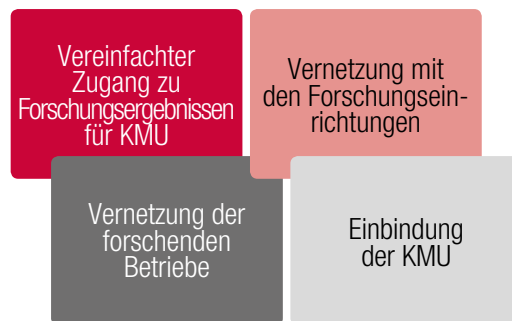 Vereinfachter
Zugang zu
Forschungsergebnissen
für KMU
Vernetzung mit
den Forschungsein-
richtungen
Vernetzung der
forschenden
Betriebe
Einbindung
der KMU